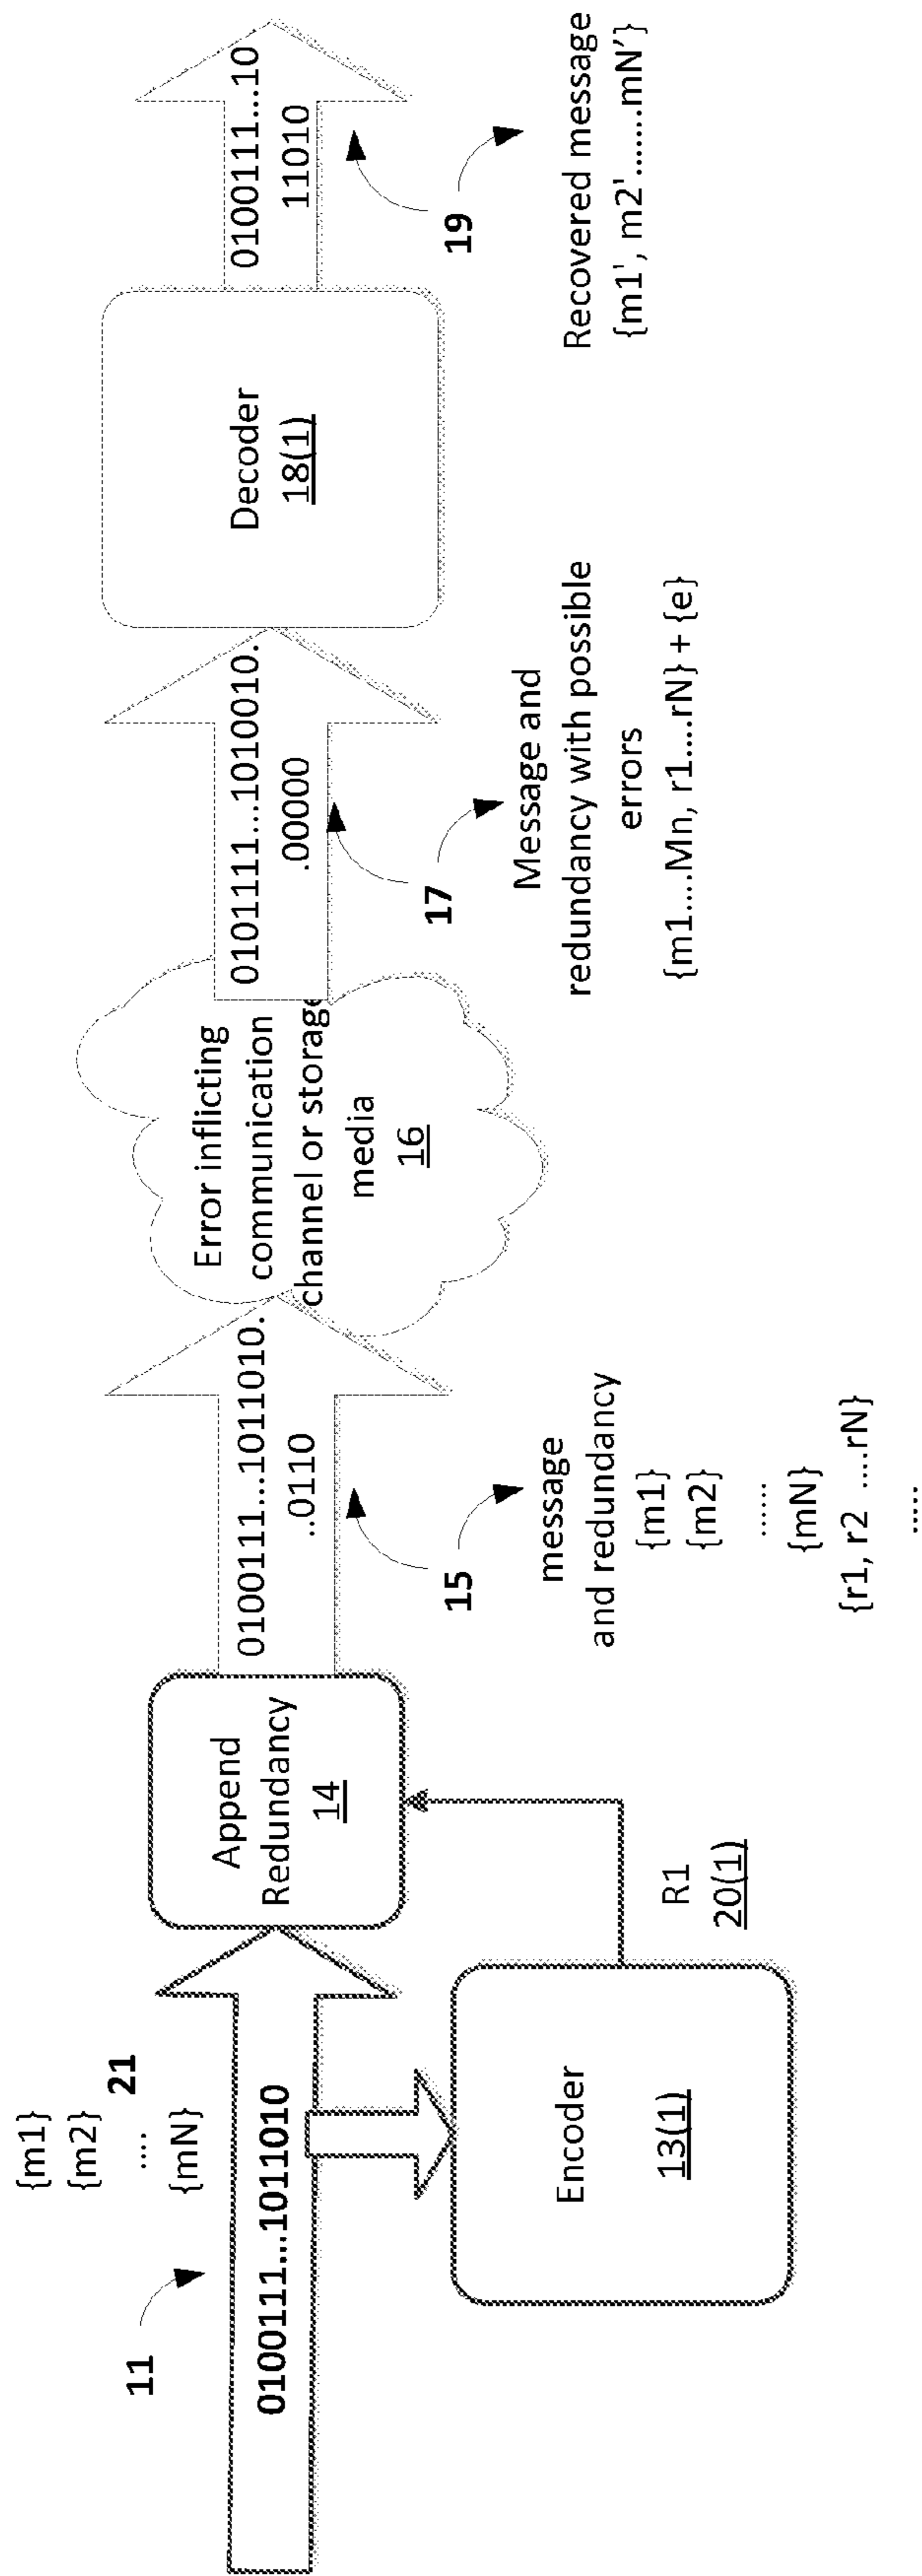 11
{m1}
{m2}
....
{mN}
21
0100111...1011010
Encoder
13(1)
R1
20(1)
Append
Redundancy
14
0100111...1011010.
..0110
15
message
and redundancy
{m1}
{m2}
......
{mN}
{r1, r2 ....rN}
.....
Error inflicting
communication
channel or storage
media
16
0101111...1010010.
.00000
17
Message and
redundancy with possible
errors
{m1....Mn, r1....rN} + {e}
Decoder
18(1)
0100111...10
11010
19
Recovered message
{m1', m2'.......mN'}